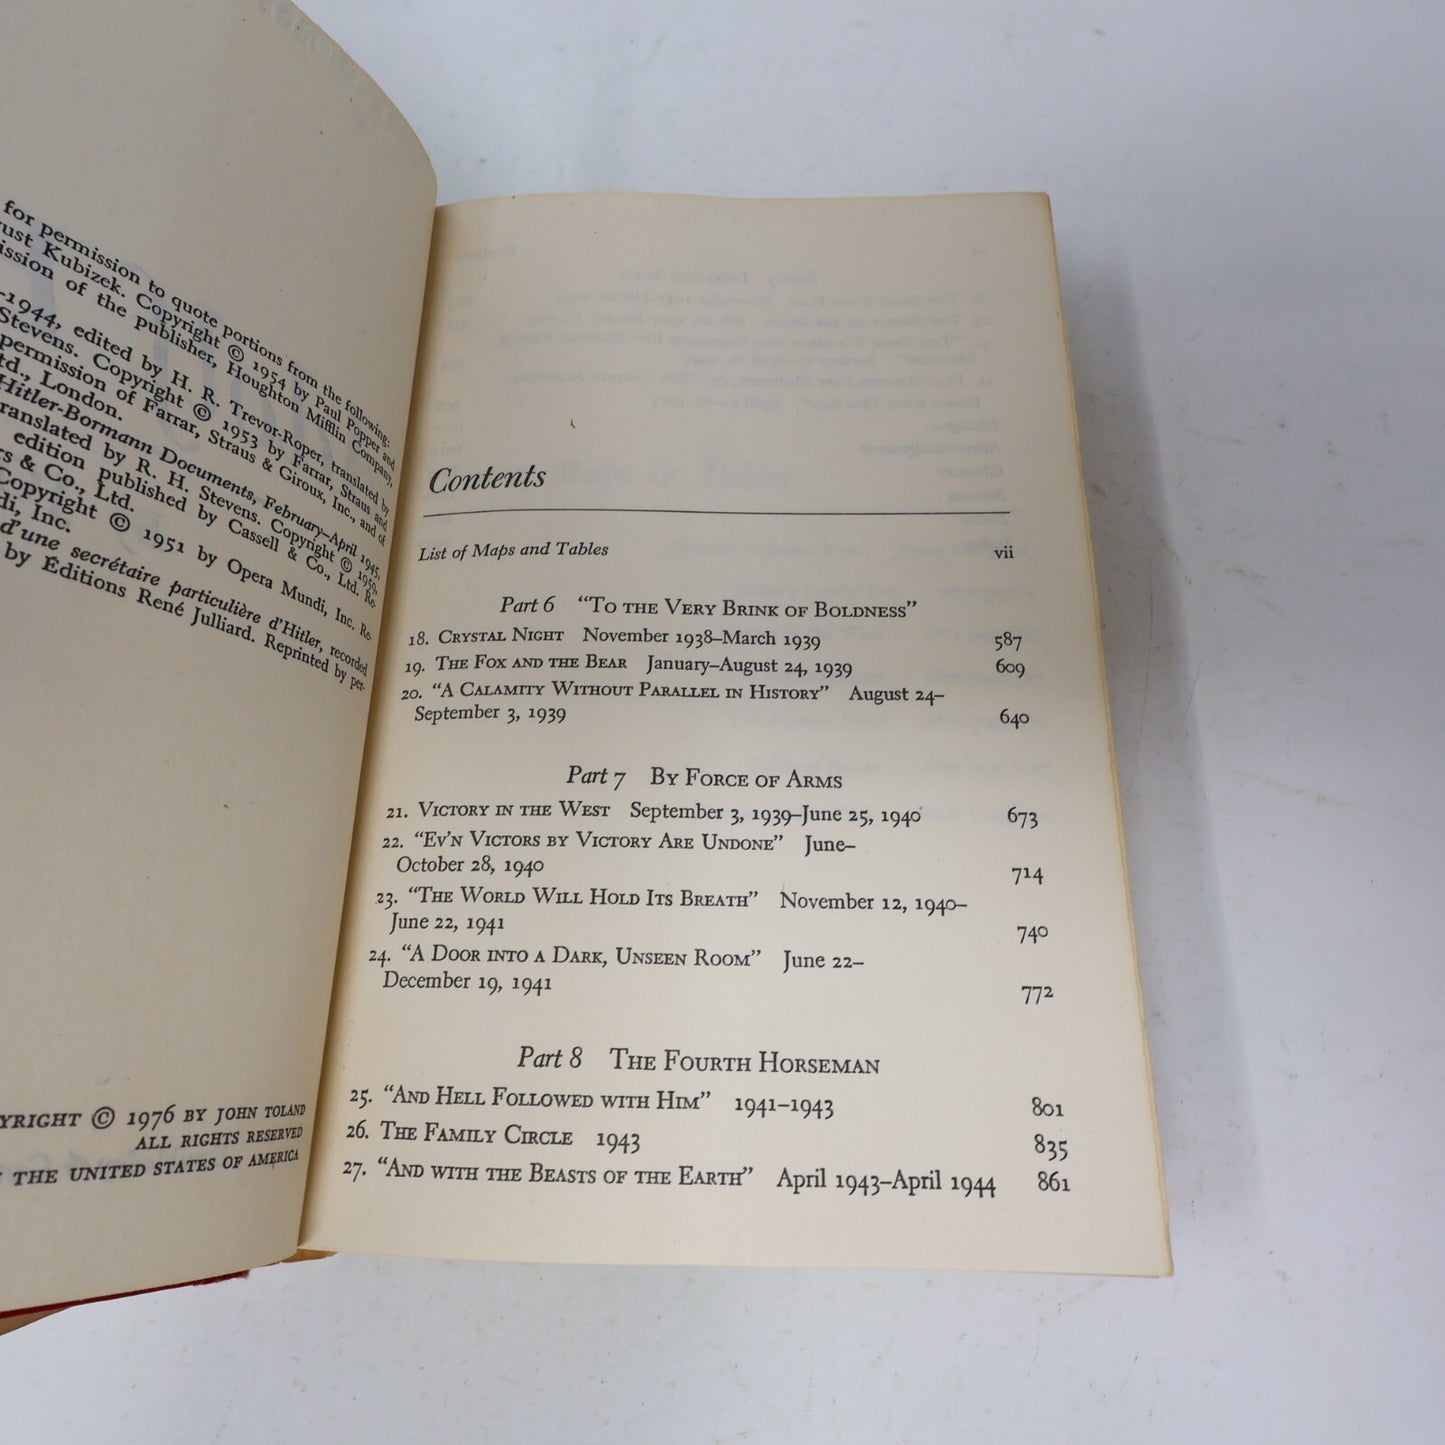 for permission to quote portions from the following:
ust Kubizek. Copyright © 1954 by Paul Popper and
ission of the publisher, Houghton Mifflin Company,
-1944, edited by H. R. Trevor-Roper, translated by
Stevens. Copyright © 1953 by Farrar, Straus and
permission of Farrar, Straus & Giroux, Inc., and of
td., London.
Hitler-Bormann Documents, February–April 1945,
translated by R. H. Stevens. Copyright © 1959,
edition published by Cassell & Co., Ltd. Re-
rs & Co., Ltd.
Copyright © 1951 by Opera Mundi, Inc. Re-
di, Inc.
d'une secrétaire particulière d'Hitler, recorded
by Éditions René Julliard. Reprinted by per-
YRIGHT © 1976 BY JOHN TOLAND
ALL RIGHTS RESERVED
THE UNITED STATES OF AMERICA
Contents
List of Maps and Tables vii
Part 6 “To the Very Brink of Boldness”
18. Crystal Night November 1938–March 1939 587
19. The Fox and the Bear January–August 24, 1939 609
20. “A Calamity Without Parallel in History” August 24–
September 3, 1939 640
Part 7 By Force of Arms
21. Victory in the West September 3, 1939–June 25, 1940 673
22. “Ev'n Victors by Victory Are Undone” June–
October 28, 1940 714
23. “The World Will Hold Its Breath” November 12, 1940–
June 22, 1941 740
24. “A Door into a Dark, Unseen Room” June 22–
December 19, 1941 772
Part 8 The Fourth Horseman
25. “And Hell Followed with Him” 1941–1943 801
26. The Family Circle 1943 835
27. “And with the Beasts of the Earth” April 1943–April 1944 861